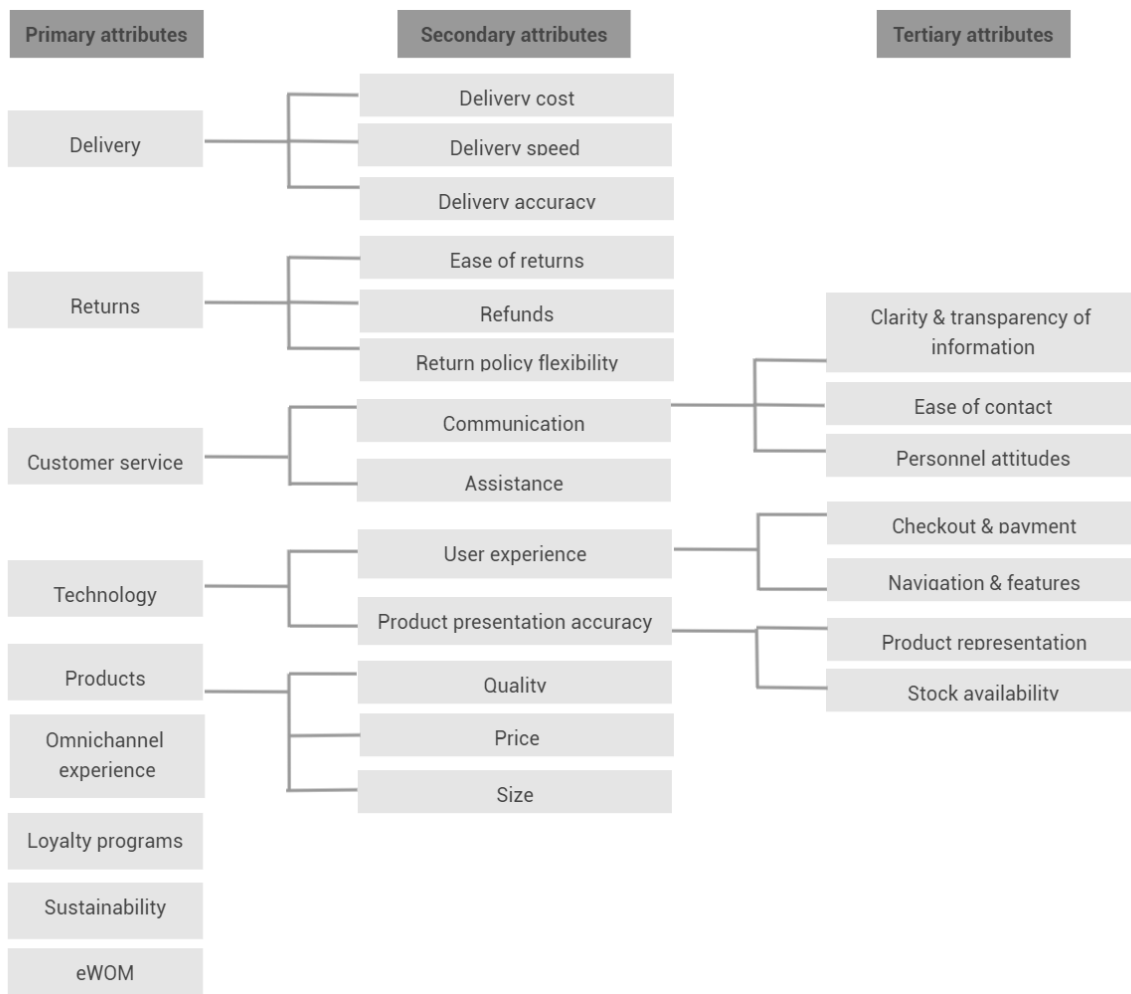 Primary attributes
Secondary attributes
Tertiary attributes
Delivery
Delivery cost
Delivery speed
Delivery accuracy
Returns
Ease of returns
Refunds
Return policy flexibility
Clarity & transparency of
information
Customer service
Communication
Ease of contact
Personnel attitudes
Assistance
Technology
User experience
Checkout & payment
Navigation & features
Product presentation accuracy
Product representation
Stock availability
Products
Quality
Price
Size
Omnichannel
experience
Loyalty programs
Sustainability
eWOM